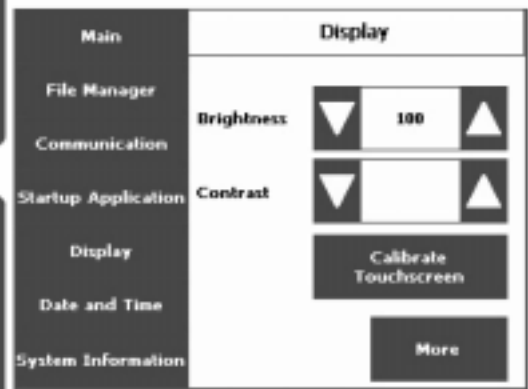 Main
File Manager
Communication
Startup Application
Display
Date and Time
System Information
Display
Brightness
100
Contrast
Calibrate
Touchscreen
More